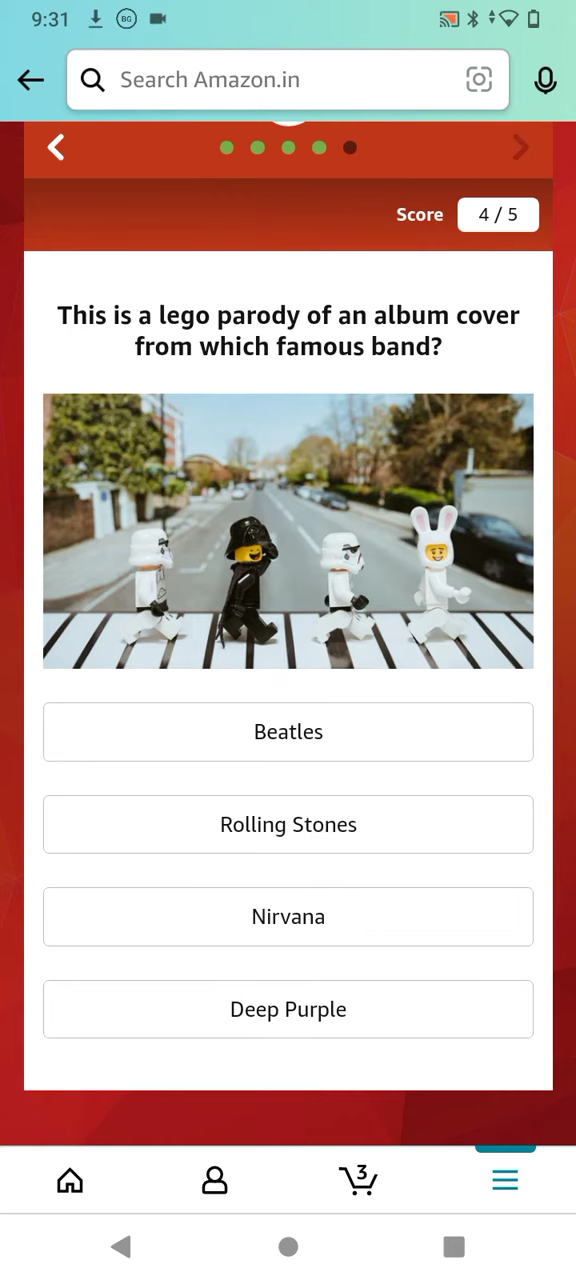 9:31
BG
Search Amazon.in
Score 4 / 5
This is a lego parody of an album cover
from which famous band?
Beatles
Rolling Stones
Nirvana
Deep Purple
3